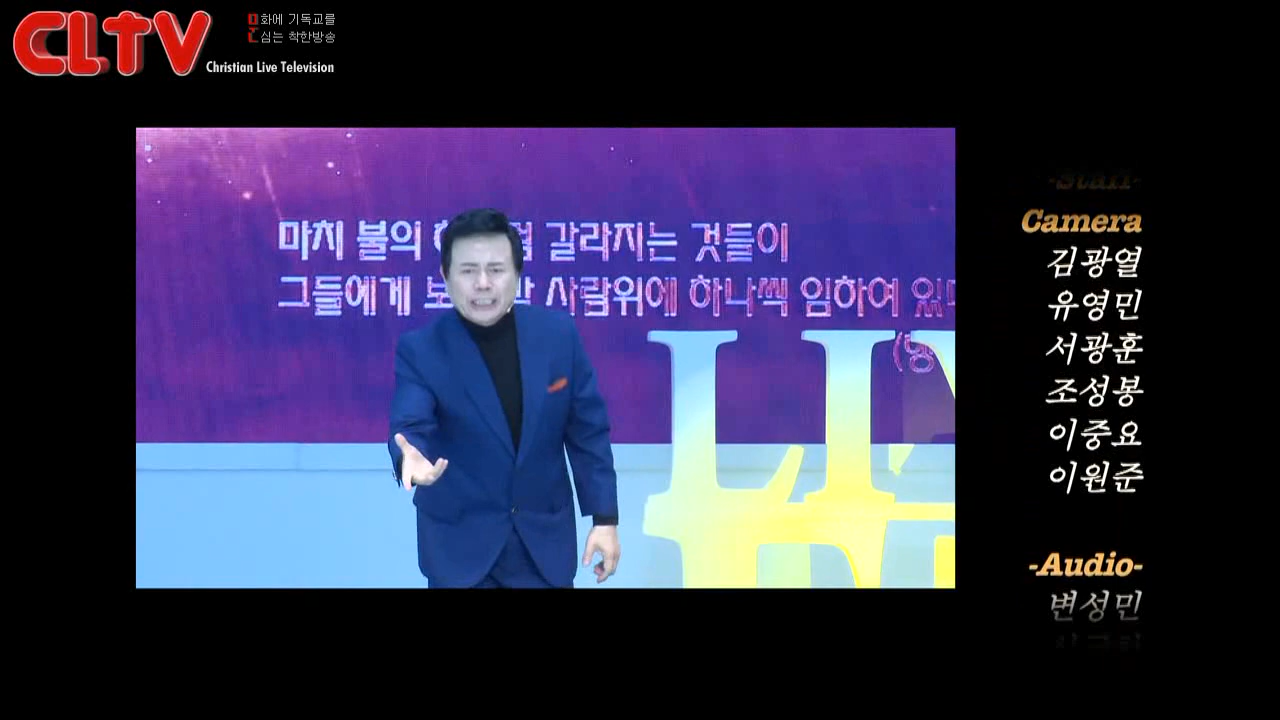 CLTV
문화에 기독교를
심는 착한방송
Christian Live Television
마치 불의 갈라지는 것들이
그들에게 사람위에 하나씩 임하여
LIV
-Staff-
Camera
김광열
유영민
서광훈
조성봉
이중요
이원준
-Audio-
변성민